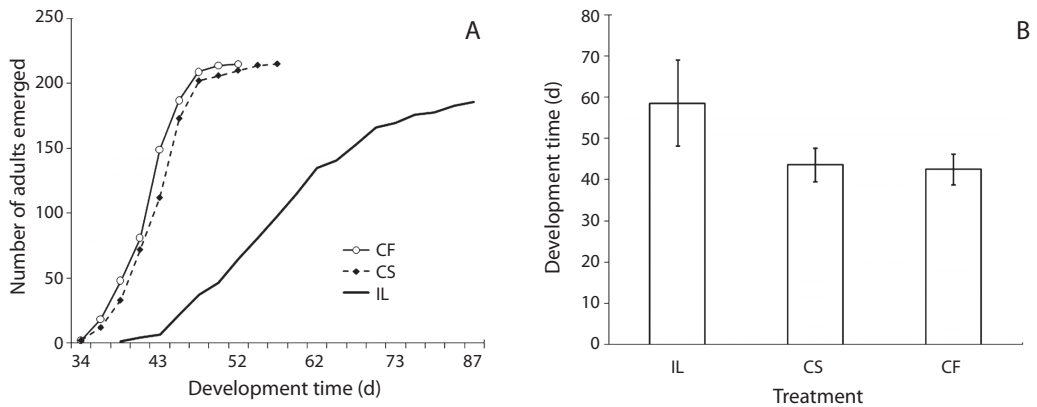 A
250
200
150
100
50
0
Number of adults emerged
CF
CS
IL
34 43 52 62 73 87
Development time (d)
B
80
70
60
50
40
30
20
10
0
Development time (d)
IL CS CF
Treatment